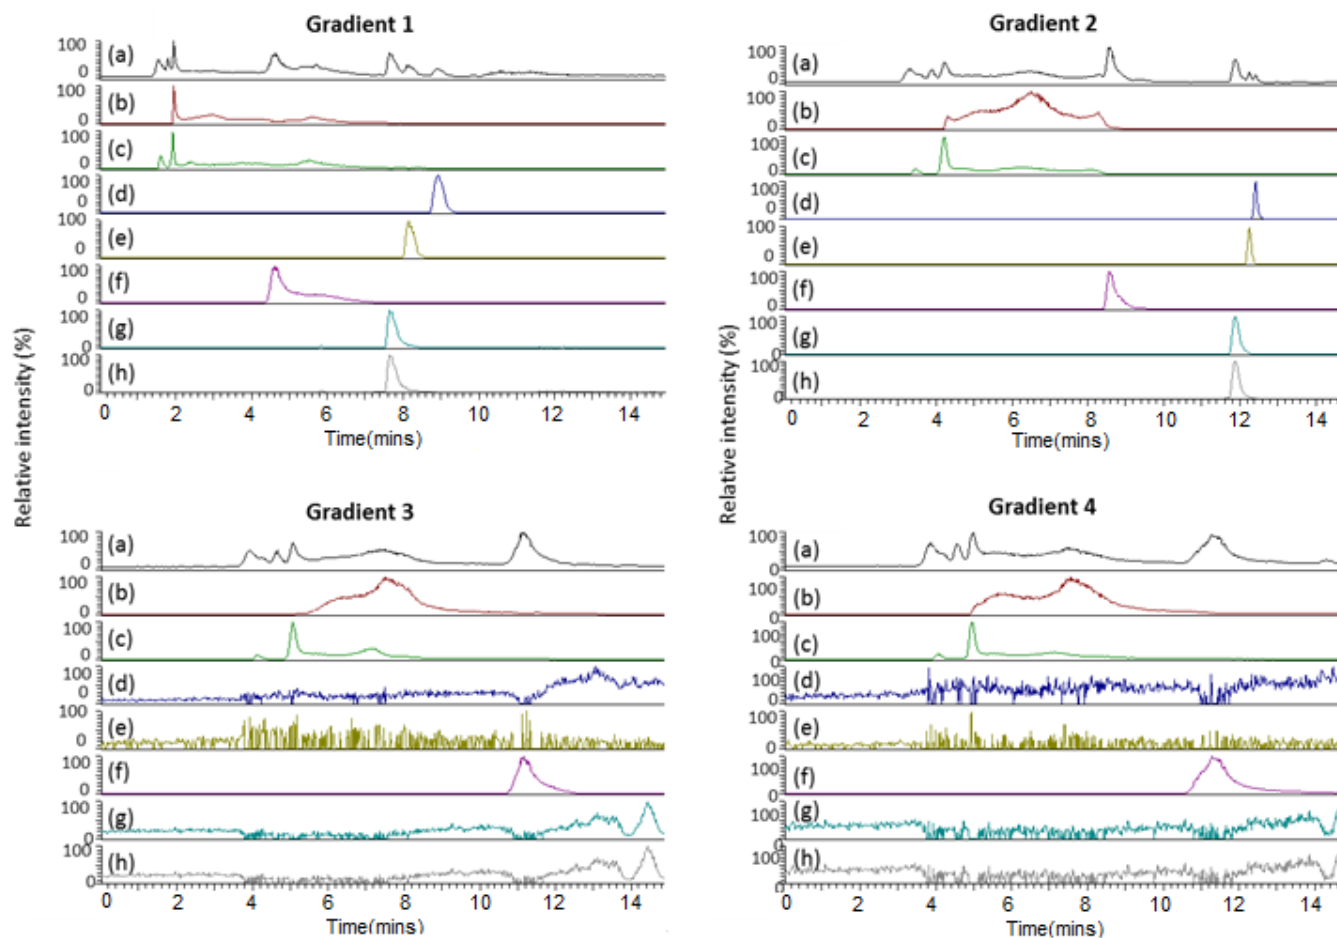 Gradient 1
100
0
(a)
100
0
(b)
100
0
(c)
100
0
(d)
100
0
(e)
100
0
(f)
100
0
(g)
100
0
(h)
0 2 4 6 8 10 12 14
Time(mins)
Gradient 2
100
0
(a)
100
0
(b)
100
0
(c)
100
0
(d)
100
0
(e)
100
0
(f)
100
0
(g)
100
0
(h)
0 2 4 6 8 10 12 14
Time(mins)
Relative intensity (%)
Relative intensity (%)
Gradient 3
100
0
(a)
100
0
(b)
100
0
(c)
100
0
(d)
100
0
(e)
100
0
(f)
100
0
(g)
100
0
(h)
0 2 4 6 8 10 12 14
Time(mins)
Gradient 4
100
0
(a)
100
0
(b)
100
0
(c)
100
0
(d)
100
0
(e)
100
0
(f)
100
0
(g)
100
0
(h)
0 2 4 6 8 10 12 14
Time(mins)